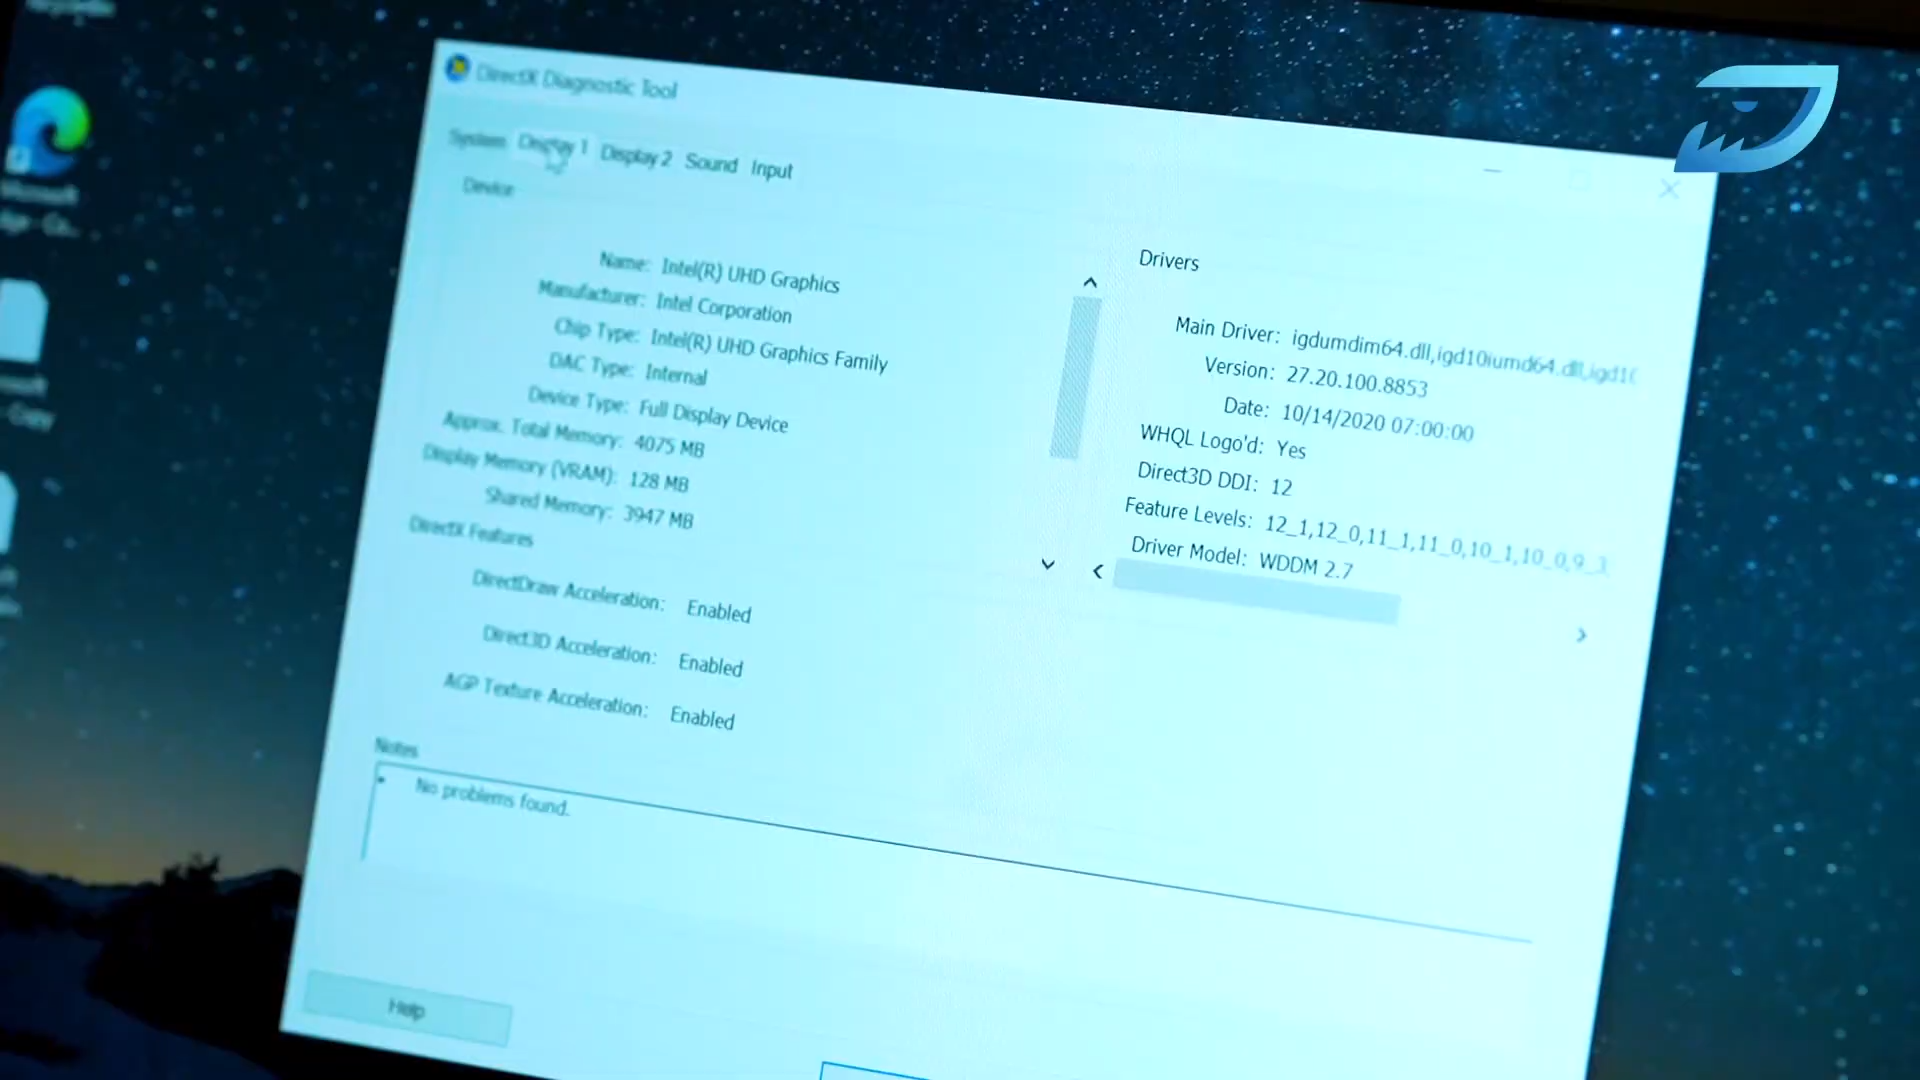 DirectX Diagnostic Tool
System Display 1 Display 2 Sound Input
Device
Name: Intel(R) UHD Graphics
Manufacturer: Intel Corporation
Chip Type: Intel(R) UHD Graphics Family
DAC Type: Internal
Device Type: Full Display Device
Approx. Total Memory: 4075 MB
Display Memory (VRAM): 128 MB
Shared Memory: 3947 MB
Drivers
Main Driver: igdumdim64.dll,igd10iumd64.dll,igd10
Version: 27.20.100.8853
Date: 10/14/2020 07:00:00
WHQL Logo'd: Yes
Direct3D DDI: 12
Feature Levels: 12_1,12_0,11_1,11_0,10_1,10_0,9_3
Driver Model: WDDM 2.7
DirectX Features
DirectDraw Acceleration: Enabled
Direct3D Acceleration: Enabled
AGP Texture Acceleration: Enabled
Notes
No problems found.
Help
Microsoft